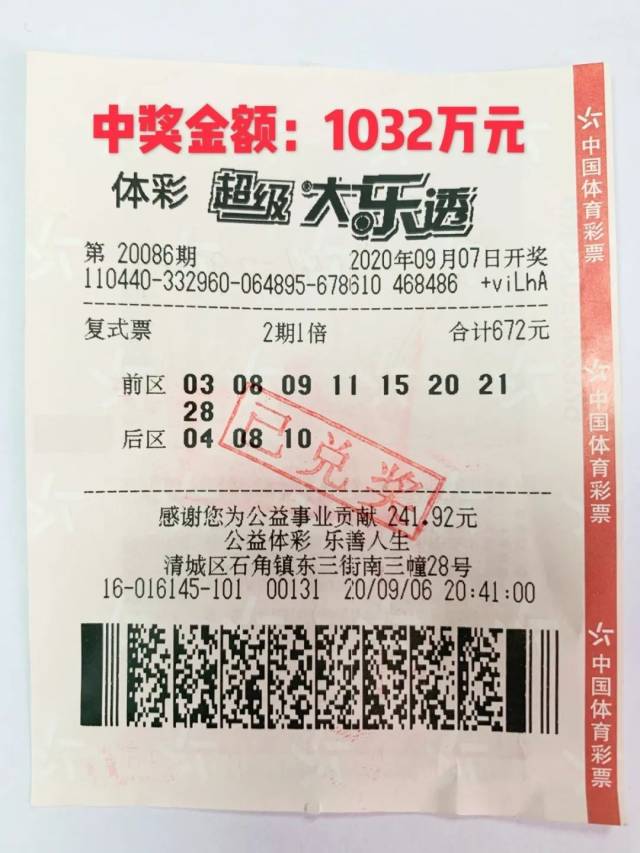 中奖金额：1032万元
体彩 超级大乐透
第 20086期 2020年09月07日开奖
110440-332960-064895-678610 468486 +viLhA
复式票 2期1倍 合计672元
前区 03 08 09 11 15 20 21
28
后区 04 08 10
已兑奖
感谢您为公益事业贡献 241.92元
公益体彩 乐善人生
清城区石角镇东三街南三幢28号
16-016145-101 00131 20/09/06 20:41:00
中国体育彩票
中国体育彩票
中国体育彩票